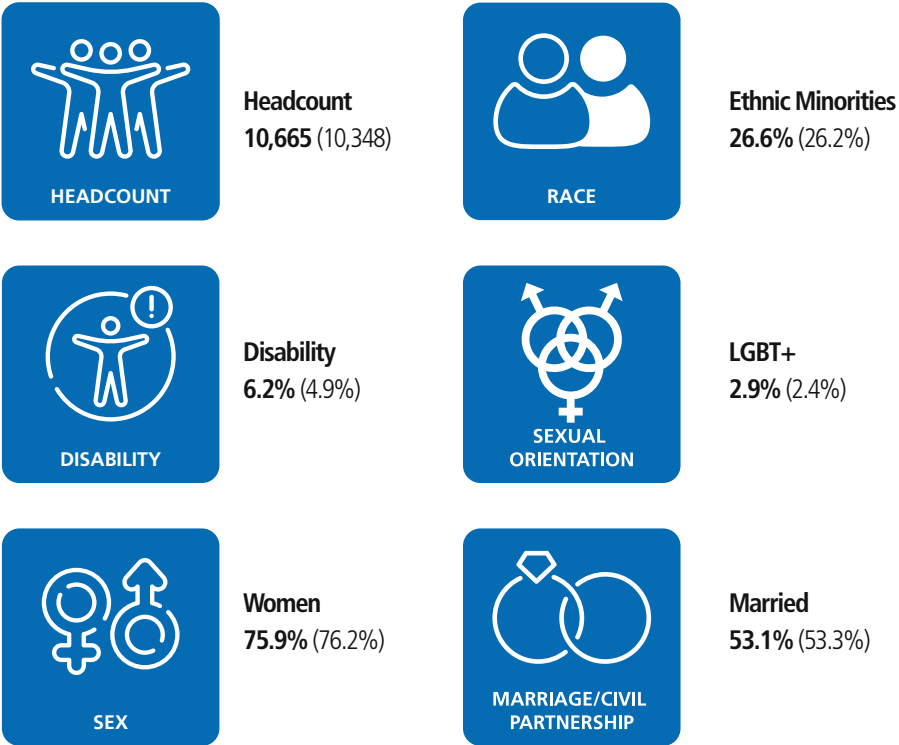 HEADCOUNT
Headcount
10,665 (10,348)
RACE
Ethnic Minorities
26.6% (26.2%)
DISABILITY
Disability
6.2% (4.9%)
SEXUAL
ORIENTATION
LGBT+
2.9% (2.4%)
SEX
Women
75.9% (76.2%)
MARRIAGE/CIVIL
PARTNERSHIP
Married
53.1% (53.3%)